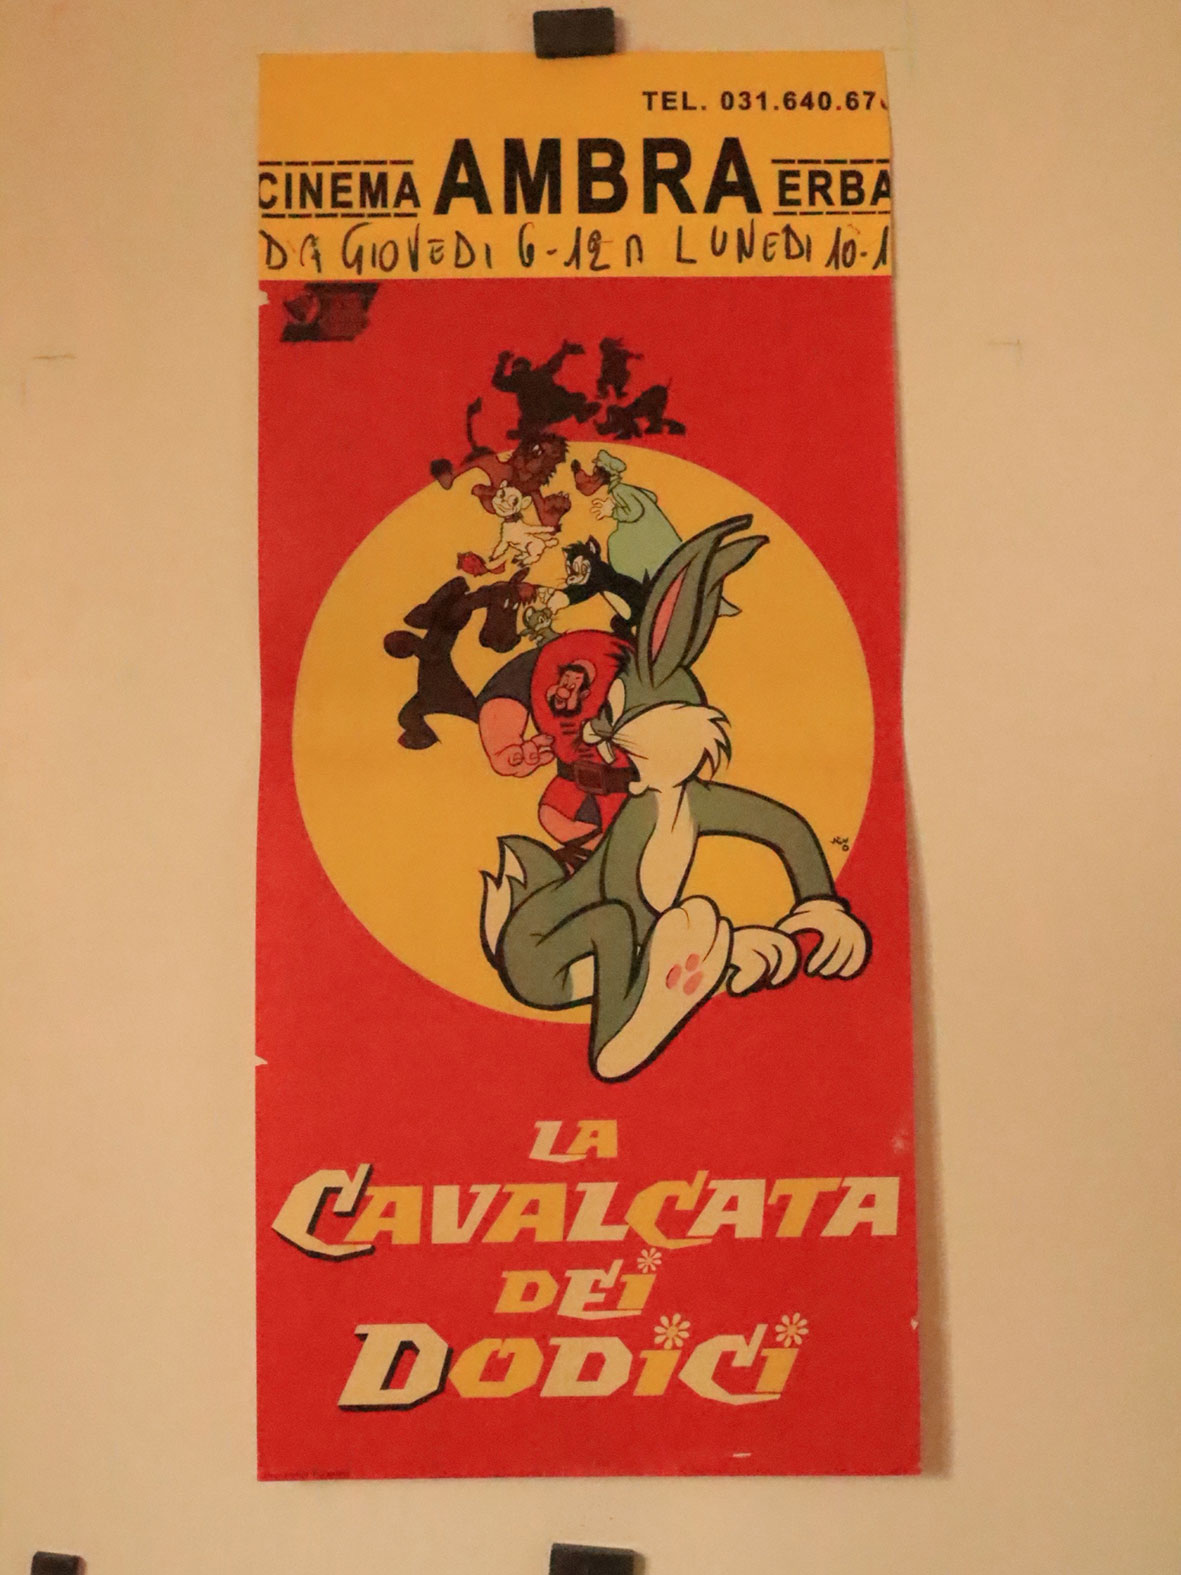 TEL. 031.640.67
CINEMA AMBRA ERBA
DA GIOVEDI 6-12 A LUNEDI 10-1
LA
CAVALCATA
DEI
DODICI